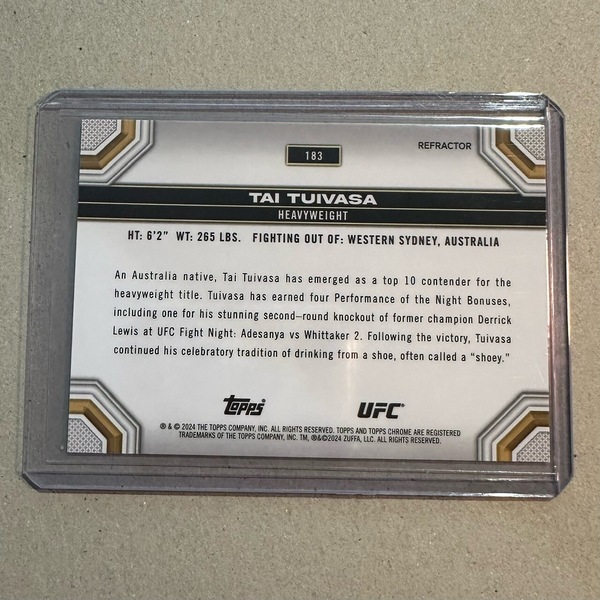 183
REFRACTOR
TAI TUIVASA
HEAVYWEIGHT
HT: 6'2" WT: 265 LBS. FIGHTING OUT OF: WESTERN SYDNEY, AUSTRALIA
An Australia native, Tai Tuivasa has emerged as a top 10 contender for the
heavyweight title. Tuivasa has earned four Performance of the Night Bonuses,
including one for his stunning second–round knockout of former champion Derrick
Lewis at UFC Fight Night: Adesanya vs Whittaker 2. Following the victory, Tuivasa
continued his celebratory tradition of drinking from a shoe, often called a "shoey."
Topps UFC
® & © 2024 THE TOPPS COMPANY, INC. ALL RIGHTS RESERVED. TOPPS AND TOPPS CHROME ARE REGISTERED
TRADEMARKS OF THE TOPPS COMPANY, INC. TM, ®&©2024 ZUFFA, LLC. ALL RIGHTS RESERVED.